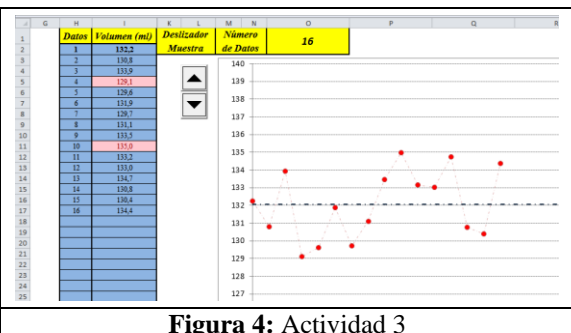 G H I K L M N O P Q R
1 Datos Volumen (ml) Deslizador Muestra Número de Datos 16
2 1 132,2
3 2 130,8
4 3 133,9
5 4 129,1
6 5 129,6
7 6 131,9
8 7 129,7
9 8 131,1
10 9 133,5
11 10 135,0
12 11 133,2
13 12 133,0
14 13 134,7
15 14 130,8
16 15 130,4
17 16 134,4
18
19
20
21
22
23
24
25
140
139
138
137
136
135
134
133
132
131
130
129
128
127
Figura 4: Actividad 3